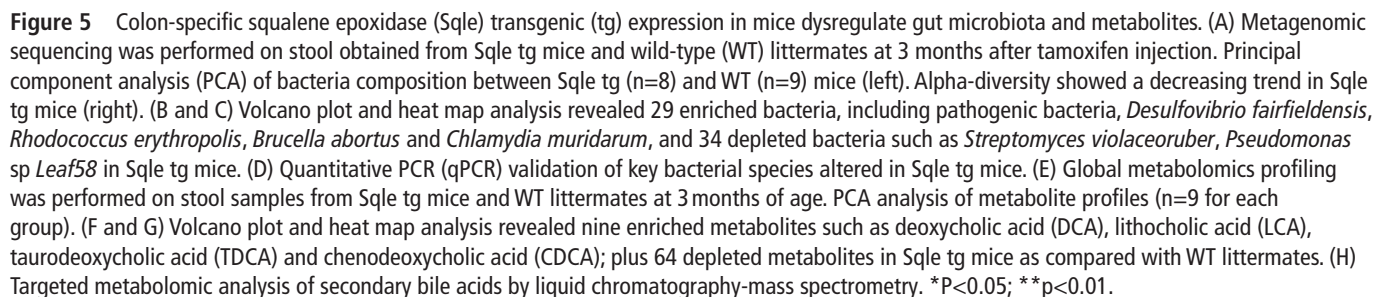 Figure 5 Colon-specific squalene epoxidase (Sqle) transgenic (tg) expression in mice dysregulate gut microbiota and metabolites. (A) Metagenomic
sequencing was performed on stool obtained from Sqle tg mice and wild-type (WT) littermates at 3 months after tamoxifen injection. Principal
component analysis (PCA) of bacteria composition between Sqle tg (n=8) and WT (n=9) mice (left). Alpha-diversity showed a decreasing trend in Sqle
tg mice (right). (B and C) Volcano plot and heat map analysis revealed 29 enriched bacteria, including pathogenic bacteria, Desulfovibrio fairfieldensis,
Rhodococcus erythropolis, Brucella abortus and Chlamydia muridarum, and 34 depleted bacteria such as Streptomyces violaceoruber, Pseudomonas
sp Leaf58 in Sqle tg mice. (D) Quantitative PCR (qPCR) validation of key bacterial species altered in Sqle tg mice. (E) Global metabolomics profiling
was performed on stool samples from Sqle tg mice and WT littermates at 3 months of age. PCA analysis of metabolite profiles (n=9 for each
group). (F and G) Volcano plot and heat map analysis revealed nine enriched metabolites such as deoxycholic acid (DCA), lithocholic acid (LCA),
taurodeoxycholic acid (TDCA) and chenodeoxycholic acid (CDCA); plus 64 depleted metabolites in Sqle tg mice as compared with WT littermates. (H)
Targeted metabolomic analysis of secondary bile acids by liquid chromatography-mass spectrometry. *P<0.05; **p<0.01.